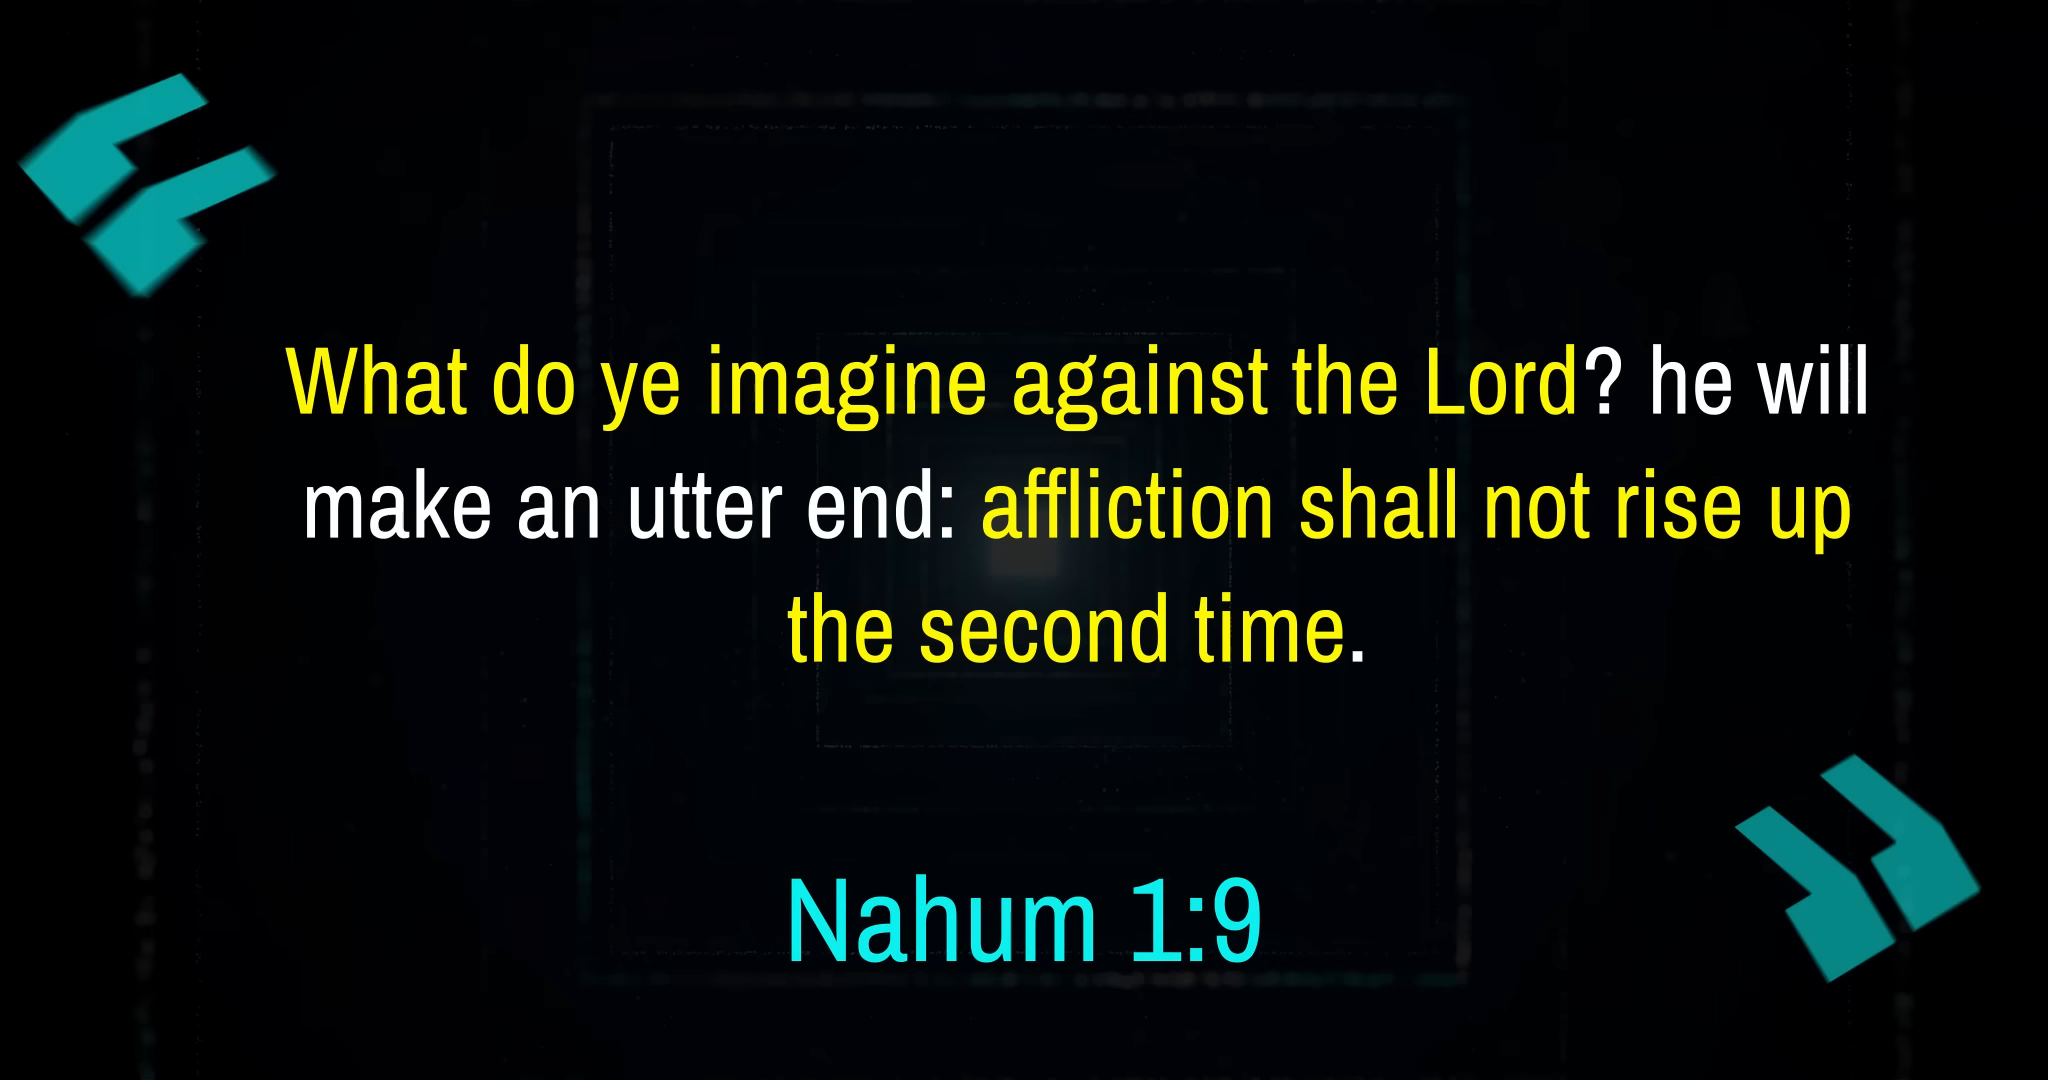 What do ye imagine against the Lord? he will
make an utter end: affliction shall not rise up
the second time.
Nahum 1:9